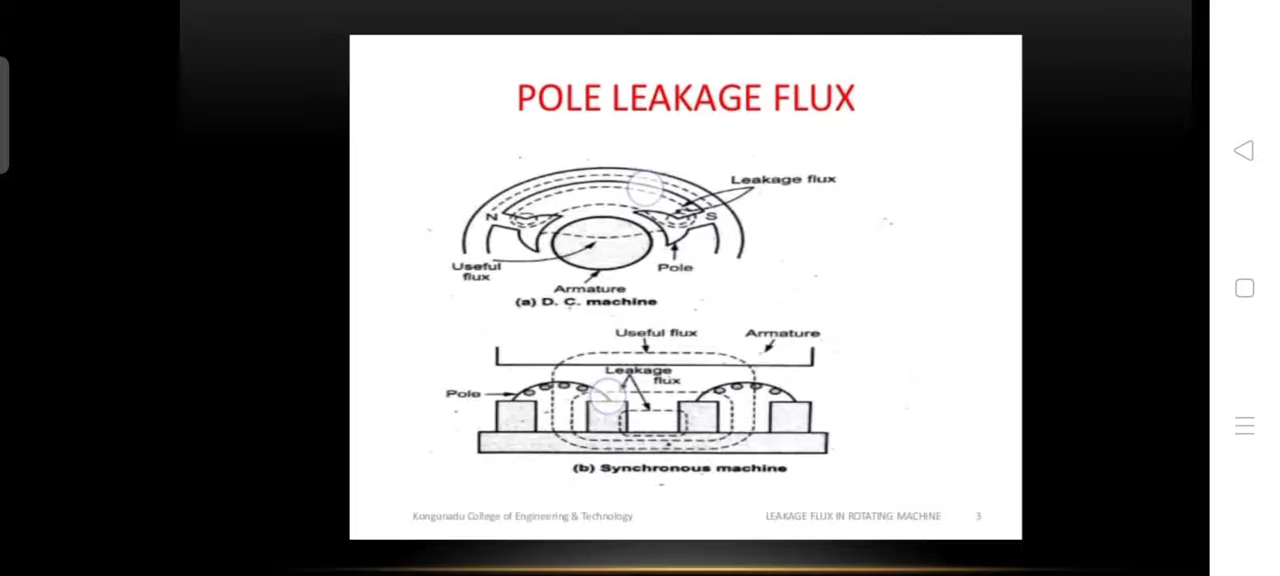 POLE LEAKAGE FLUX
Leakage flux
N
S
Useful
flux
Pole
Armature
(a) D. C. machine
Useful flux
Armature
Leakage
flux
Pole
(b) Synchronous machine
Kongunadu College of Engineering & Technology
LEAKAGE FLUX IN ROTATING MACHINE
3